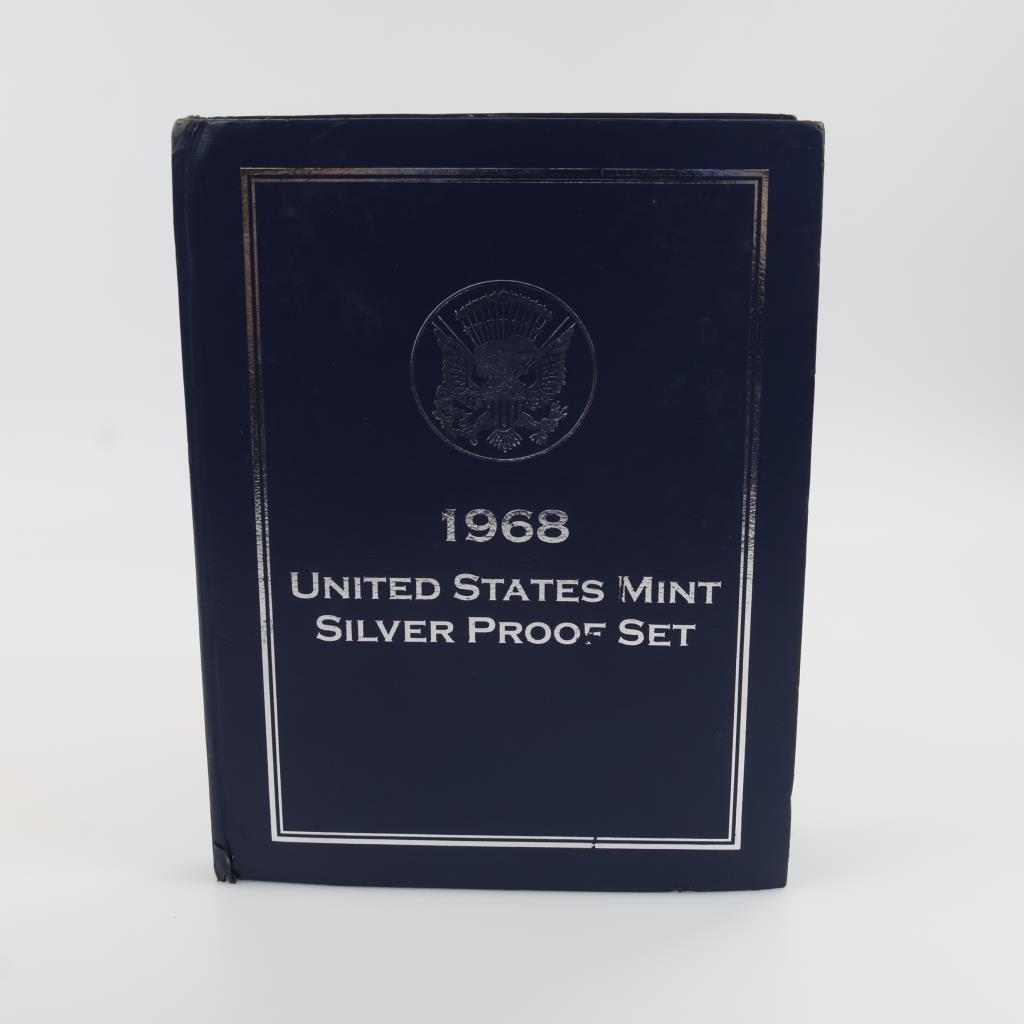 1968
UNITED STATES MINT
SILVER PROOF SET